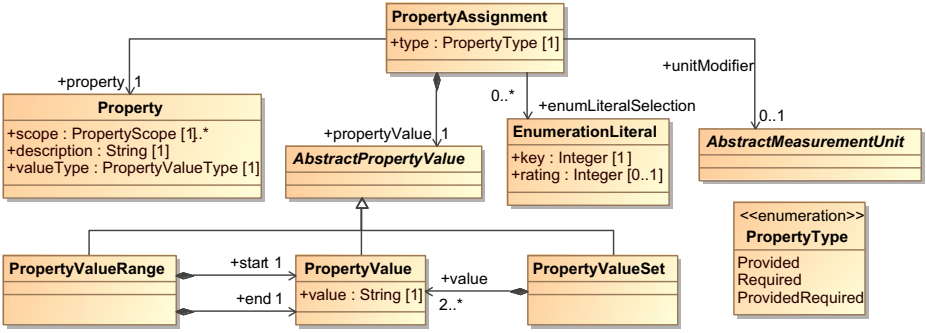 PropertyAssignment
+type : PropertyType [1]
+property 1
+unitModifier
0..*
+enumLiteralSelection
+propertyValue 1
0..1
Property
+scope : PropertyScope [1]..*
+description : String [1]
+valueType : PropertyValueType [1]
AbstractPropertyValue
EnumerationLiteral
+key : Integer [1]
+rating : Integer [0..1]
AbstractMeasurementUnit
<<enumeration>>
PropertyType
Provided
Required
ProvidedRequired
PropertyValueRange
+start 1
+end 1
PropertyValue
+value : String [1]
+value
2..*
PropertyValueSet